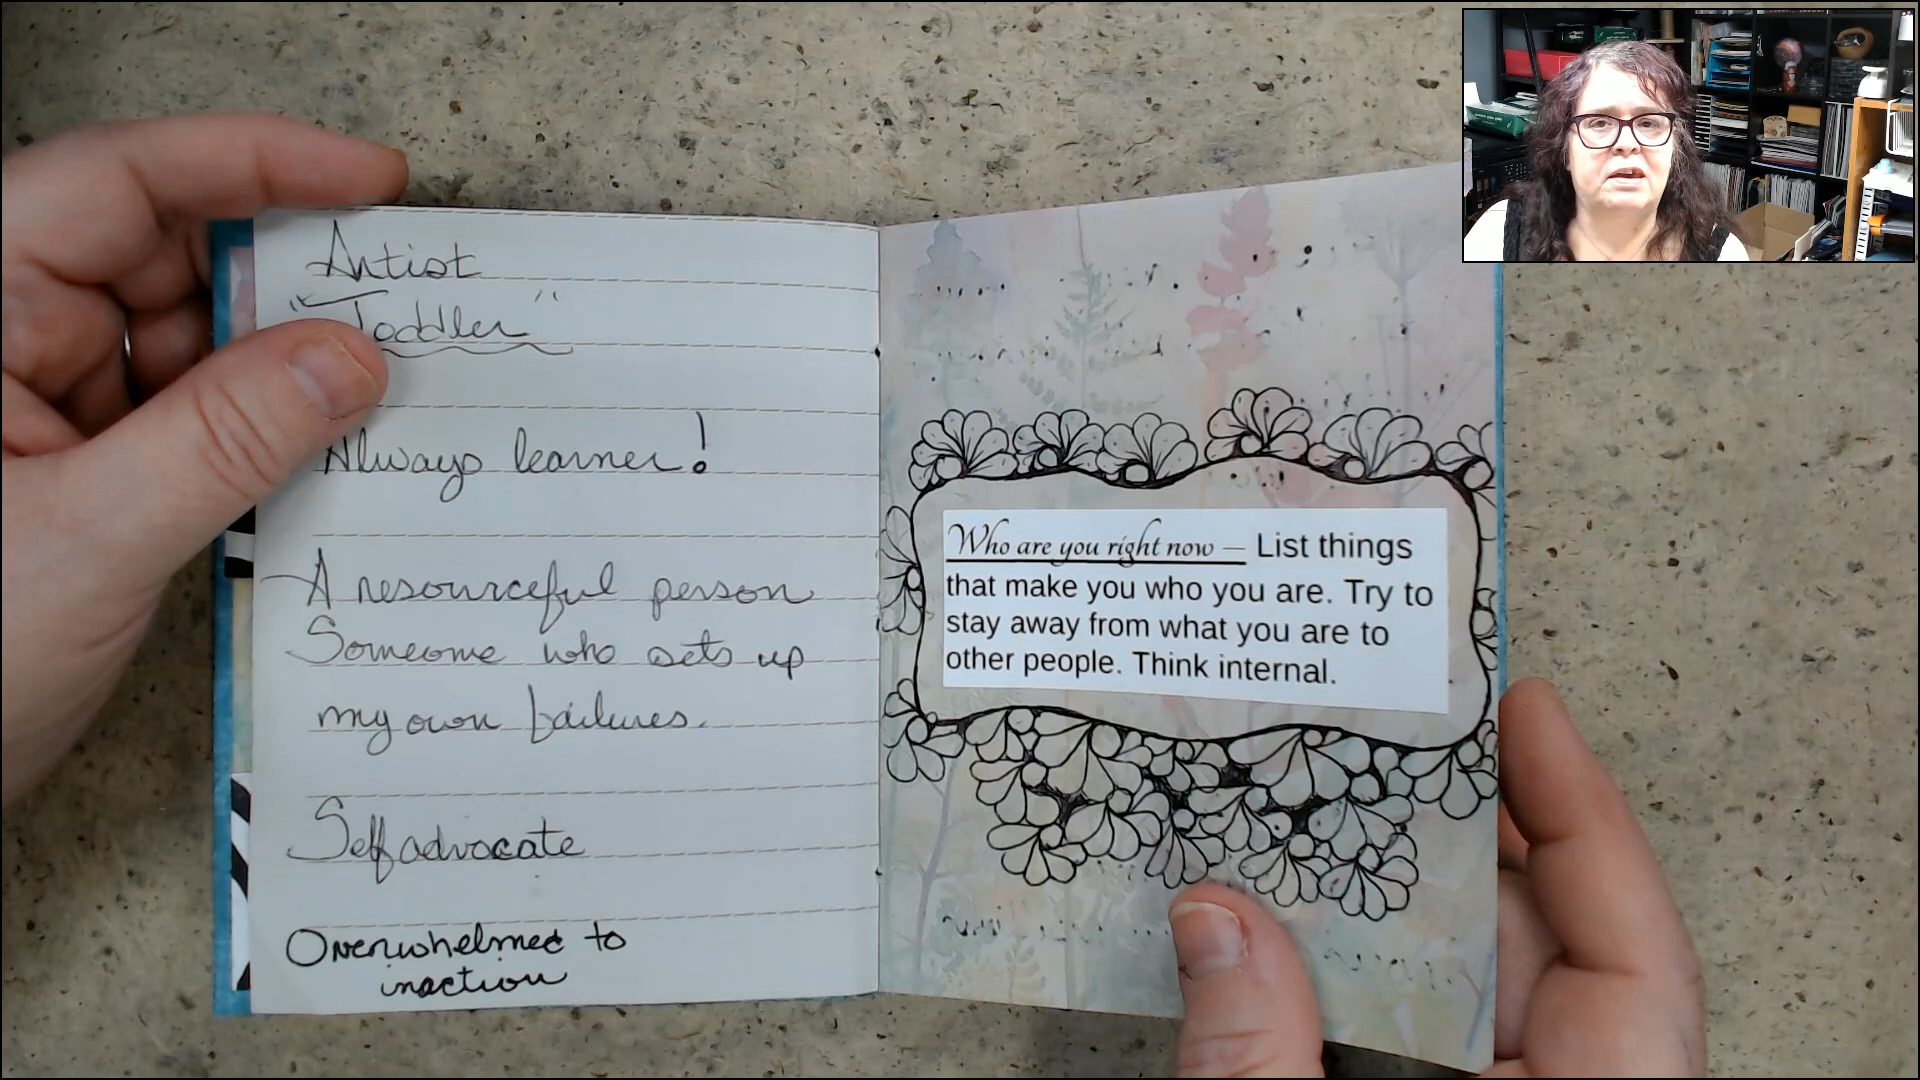 Artist
"Toddler"
Always learner!
A resourceful person
Someone who sets up
my own failures.
Self advocate
Overwhelmed to
inaction
Who are you right now — List things
that make you who you are. Try to
stay away from what you are to
other people. Think internal.